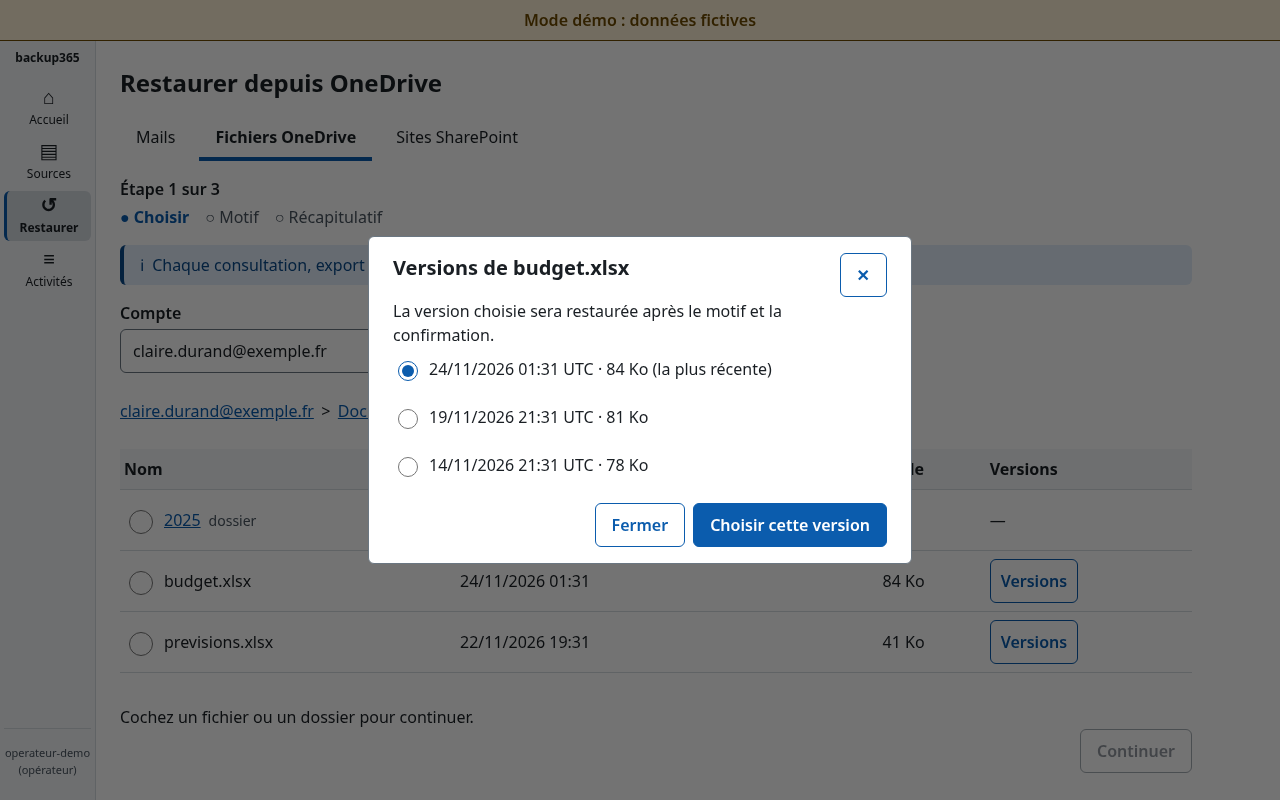 Mode démo : données fictives
backup365
Accueil
Sources
Restaurer
Activités
operateur-demo
(opérateur)
Restaurer depuis OneDrive
Mails
Fichiers OneDrive
Sites SharePoint
Étape 1 sur 3
● Choisir ○ Motif ○ Récapitulatif
i Chaque consultation, export
Compte
claire.durand@exemple.fr
claire.durand@exemple.fr > Doc
Versions de budget.xlsx
×
La version choisie sera restaurée après le motif et la
confirmation.
24/11/2026 01:31 UTC · 84 Ko (la plus récente)
19/11/2026 21:31 UTC · 81 Ko
14/11/2026 21:31 UTC · 78 Ko
Fermer
Choisir cette version
Nom
le
Versions
2025 dossier —
budget.xlsx 24/11/2026 01:31 84 Ko Versions
previsions.xlsx 22/11/2026 19:31 41 Ko Versions
Cochez un fichier ou un dossier pour continuer.
Continuer